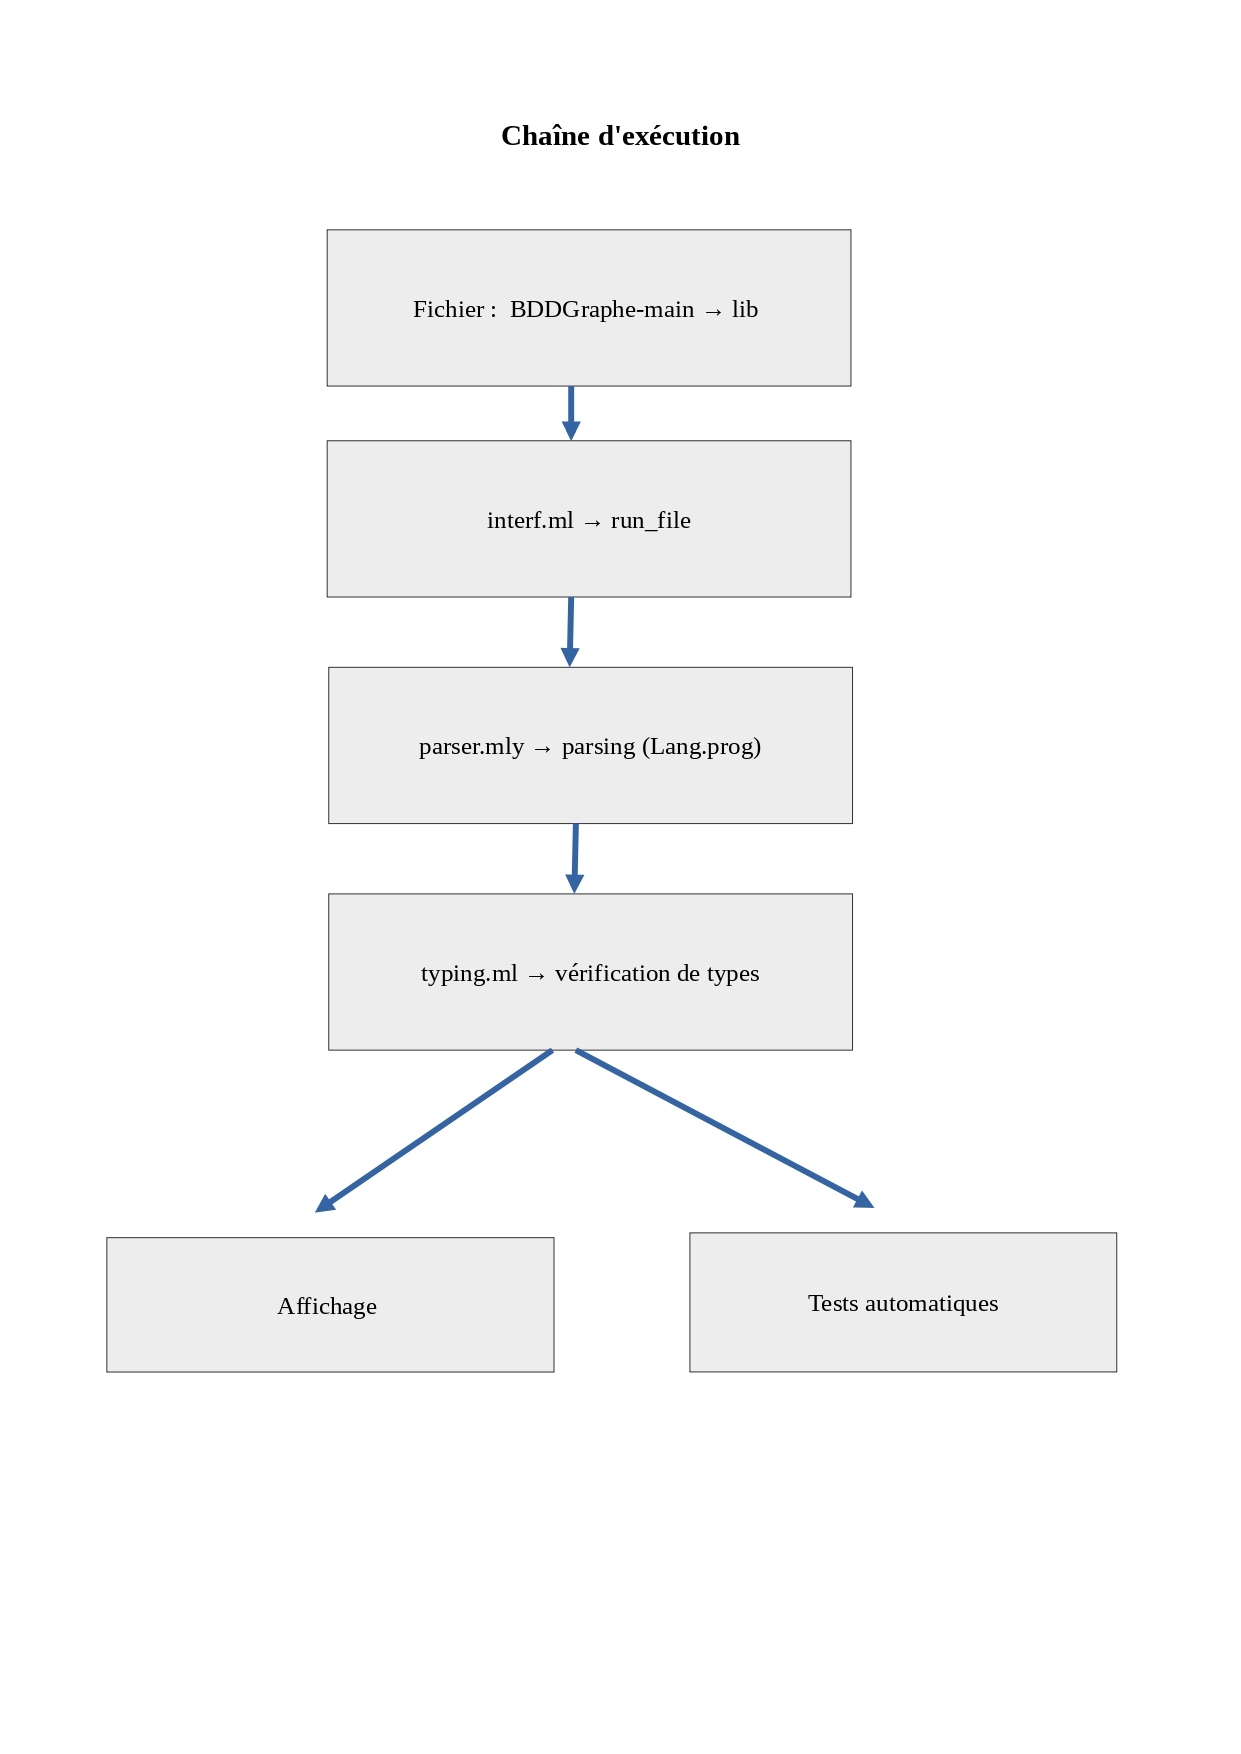 Chaîne d'exécution
Fichier :  BDDGraphe-main → lib
interf.ml → run_file
parser.mly → parsing (Lang.prog)
typing.ml → vérification de types
Affichage
Tests automatiques